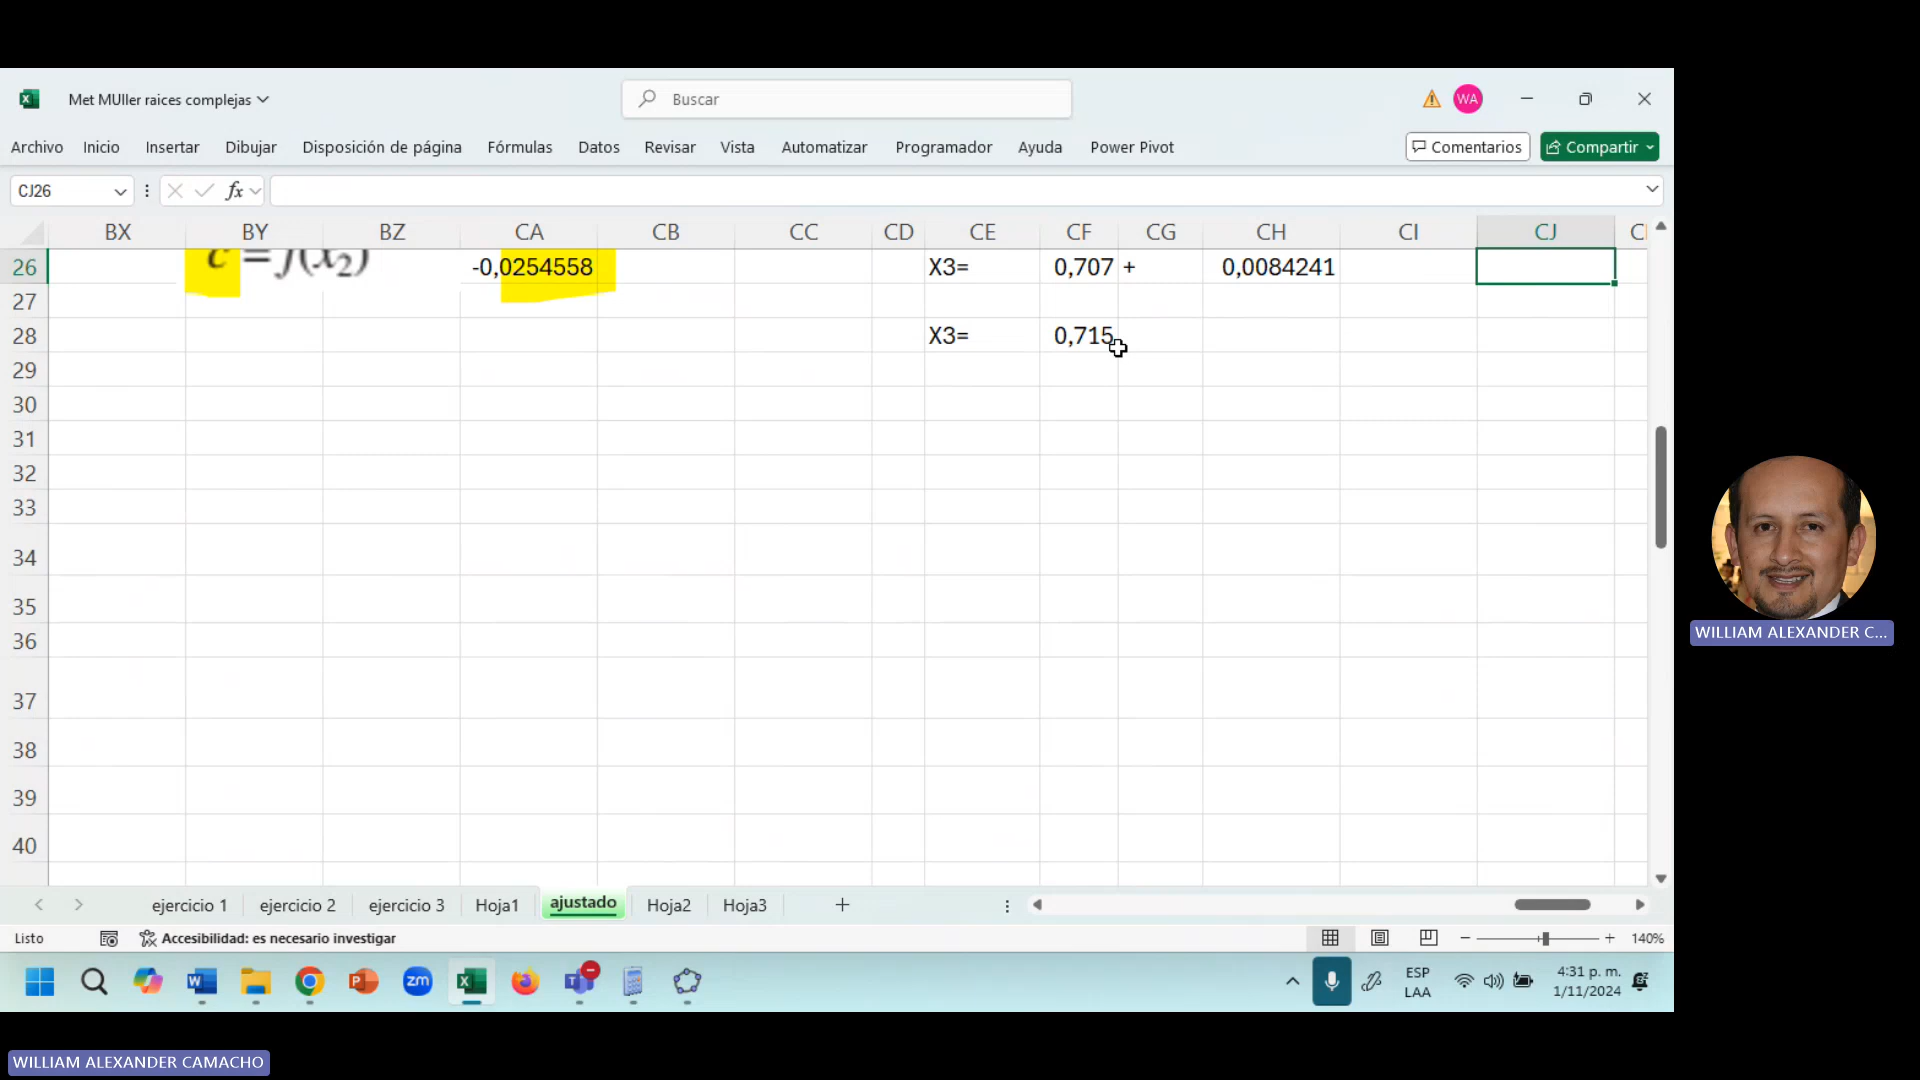 Met MUller raices complejas
Buscar
WA
Archivo Inicio Insertar Dibujar Disposición de página Fórmulas Datos Revisar Vista Automatizar Programador Ayuda Power Pivot
Comentarios Compartir
CJ26 fx
BX BY BZ CA CB CC CD CE CF CG CH CI CJ
26 c = f(x2) -0,0254558 X3= 0,707 + 0,0084241
27
28 X3= 0,715
29
30
31
32
33
34
35
36
37
38
39
40
ejercicio 1 ejercicio 2 ejercicio 3 Hoja1 ajustado Hoja2 Hoja3
Listo Accesibilidad: es necesario investigar 140%
zm
ESP
LAA
4:31 p. m.
1/11/2024
WILLIAM ALEXANDER C...
WILLIAM ALEXANDER CAMACHO